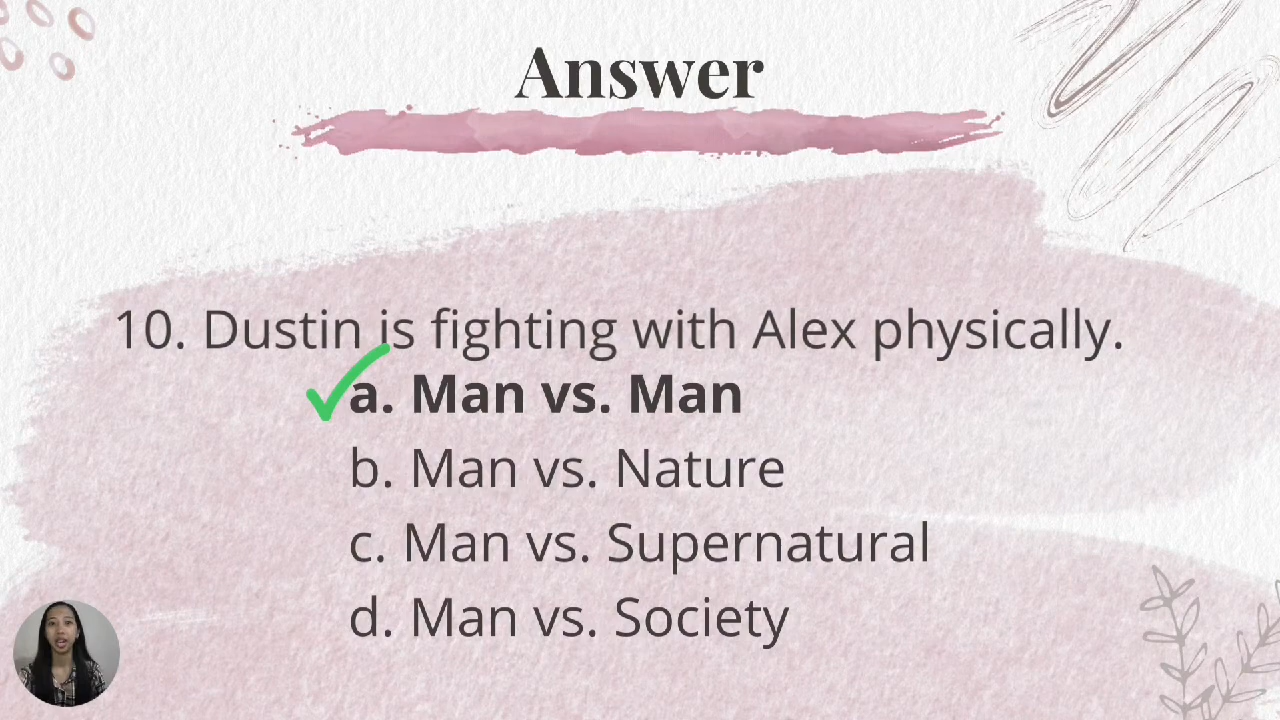 Answer
10. Dustin is fighting with Alex physically.
a. Man vs. Man
b. Man vs. Nature
c. Man vs. Supernatural
d. Man vs. Society